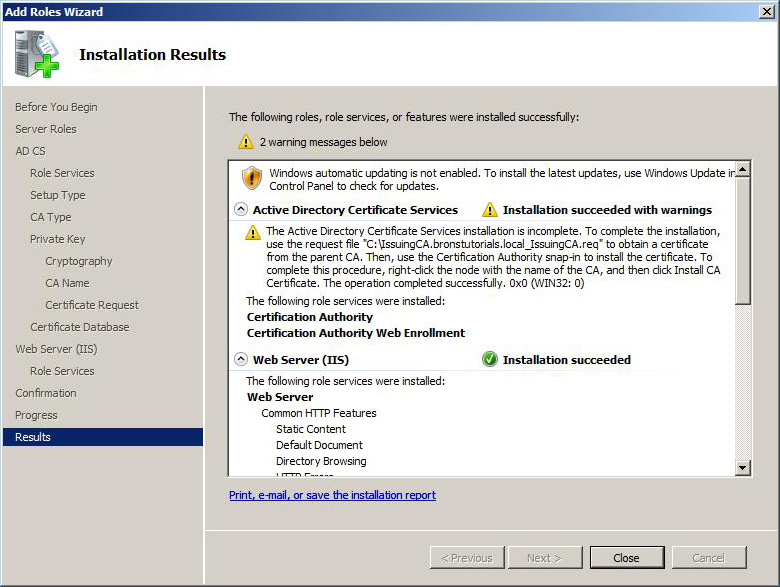 Add Roles Wizard
Installation Results
Before You Begin
Server Roles
AD CS
Role Services
Setup Type
CA Type
Private Key
Cryptography
CA Name
Certificate Request
Certificate Database
Web Server (IIS)
Role Services
Confirmation
Progress
Results
The following roles, role services, or features were installed successfully:
2 warning messages below
Windows automatic updating is not enabled. To install the latest updates, use Windows Update in
Control Panel to check for updates.
Active Directory Certificate Services Installation succeeded with warnings
The Active Directory Certificate Services installation is incomplete. To complete the installation,
use the request file "C:\IssuingCA.bronstutorials.local_IssuingCA.req" to obtain a certificate
from the parent CA. Then, use the Certification Authority snap-in to install the certificate. To
complete this procedure, right-click the node with the name of the CA, and then click Install CA
Certificate. The operation completed successfully. 0x0 (WIN32: 0)
The following role services were installed:
Certification Authority
Certification Authority Web Enrollment
Web Server (IIS) Installation succeeded
The following role services were installed:
Web Server
Common HTTP Features
Static Content
Default Document
Directory Browsing
HTTP Errors
Print, e-mail, or save the installation report
< Previous Next > Close Cancel